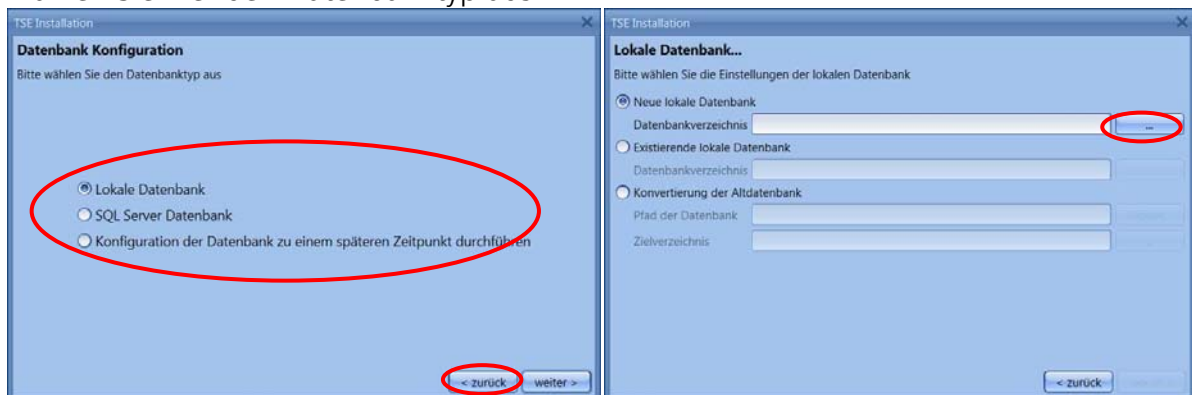 TSE Installation
Datenbank Konfiguration
Bitte wählen Sie den Datenbanktyp aus
Lokale Datenbank
SQL Server Datenbank
Konfiguration der Datenbank zu einem späteren Zeitpunkt durchführen
< zurück weiter >
TSE Installation
Lokale Datenbank...
Bitte wählen Sie die Einstellungen der lokalen Datenbank
Neue lokale Datenbank
Datenbankverzeichnis ...
Existierende lokale Datenbank
Datenbankverzeichnis
Konvertierung der Altdatenbank
Pfad der Datenbank
Zielverzeichnis
< zurück